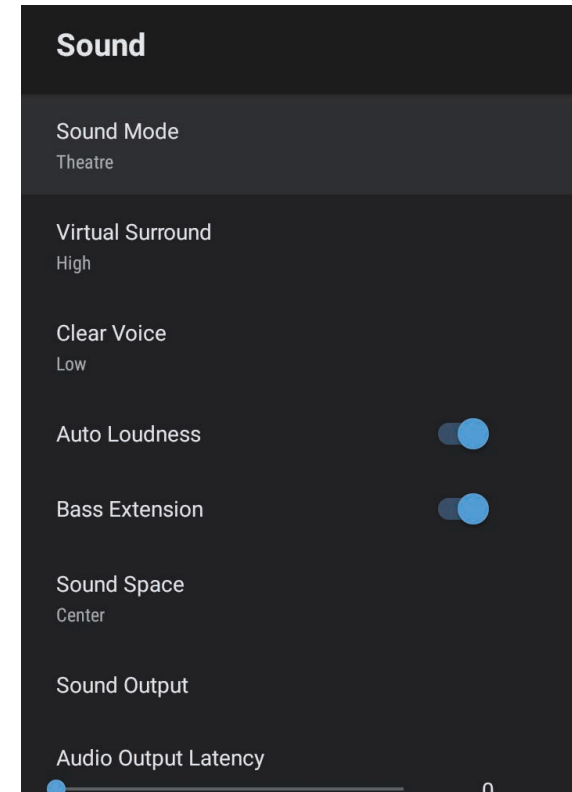 Sound
Sound Mode
Theatre
Virtual Surround
High
Clear Voice
Low
Auto Loudness
Bass Extension
Sound Space
Center
Sound Output
Audio Output Latency
0